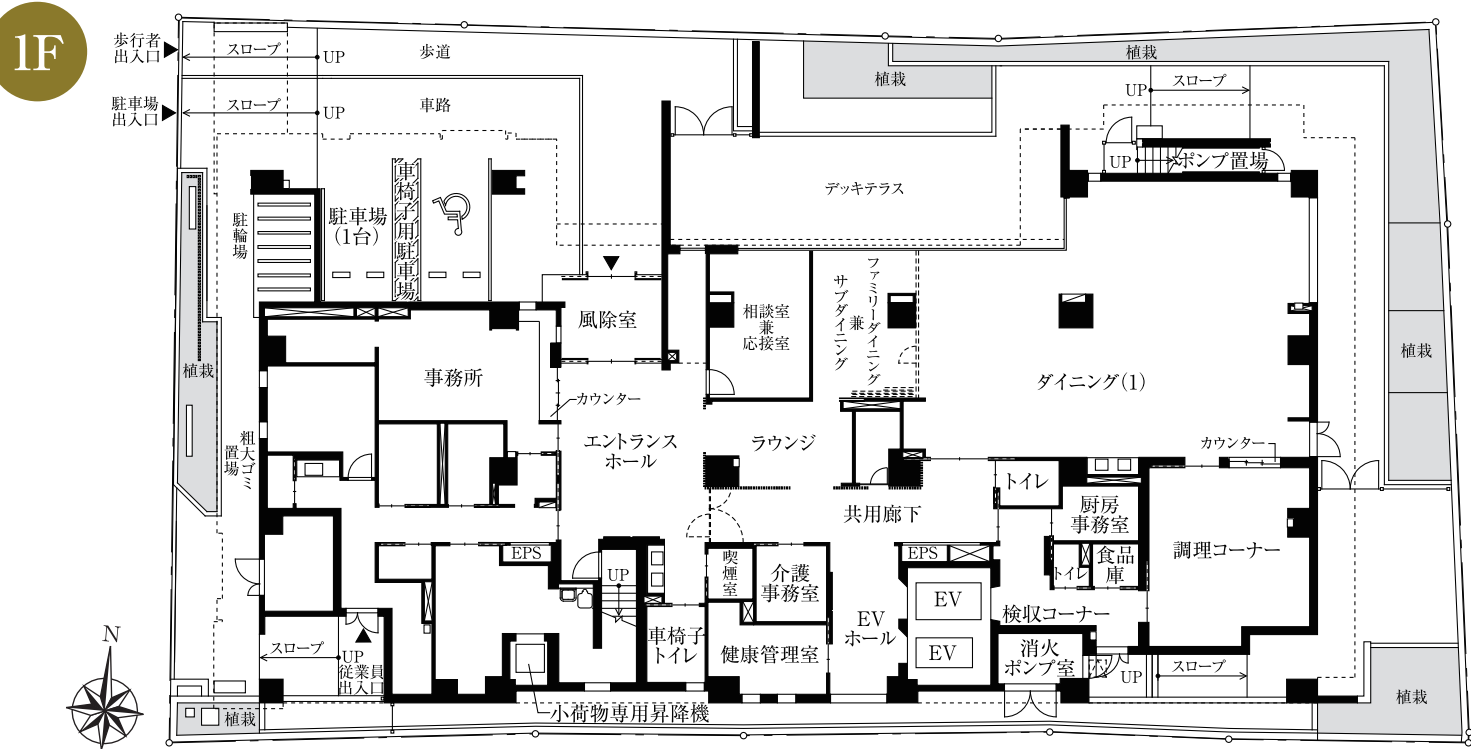 1F
歩行者
出入口
スロープ
UP
歩道
駐車場
出入口
スロープ
UP
車路
植栽
植栽
UP
スロープ
UP
ポンプ置場
デッキテラス
駐輪場
駐車場
(1台)
車椅子用駐車場
風除室
相談室
兼
応接室
ファミリーダイニング
兼
サブダイニング
植栽
植栽
事務所
カウンター
ダイニング(1)
粗大ゴミ
置場
エントランス
ホール
ラウンジ
カウンター
トイレ
共用廊下
厨房
事務室
調理コーナー
EPS
喫煙室
介護
事務室
EPS
トイレ
食品庫
UP
EV
検収コーナー
EV
ホール
車椅子
トイレ
健康管理室
EV
消火
ポンプ室
スロープ
UP
従業員
出入口
UP
スロープ
植栽
植栽
小荷物専用昇降機
N